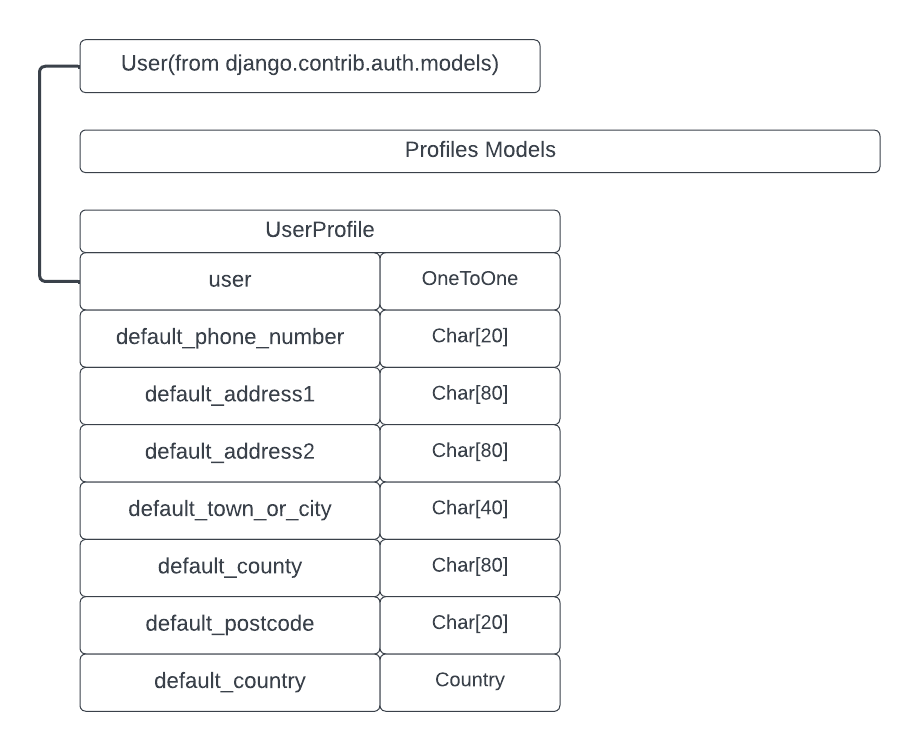 User(from django.contrib.auth.models)
Profiles Models
UserProfile
user OneToOne
default_phone_number Char[20]
default_address1 Char[80]
default_address2 Char[80]
default_town_or_city Char[40]
default_county Char[80]
default_postcode Char[20]
default_country Country